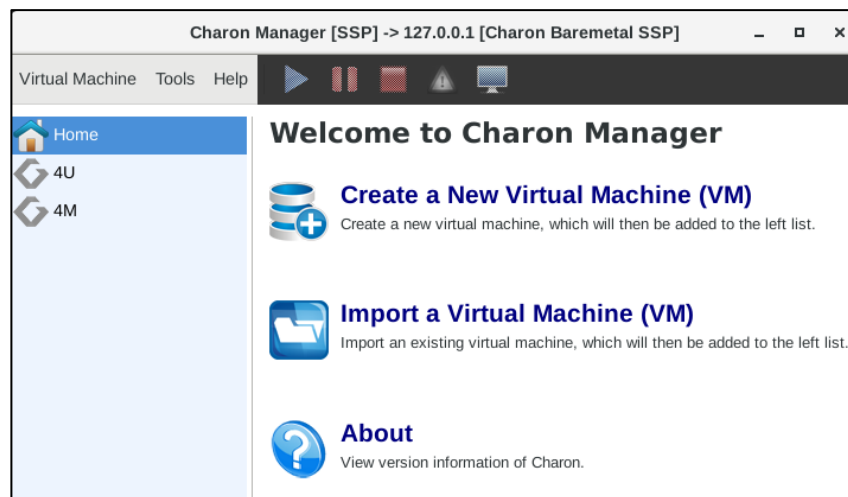 Charon Manager [SSP] -> 127.0.0.1 [Charon Baremetal SSP]
Virtual Machine Tools Help
Home
4U
4M
Welcome to Charon Manager
Create a New Virtual Machine (VM)
Create a new virtual machine, which will then be added to the left list.
Import a Virtual Machine (VM)
Import an existing virtual machine, which will then be added to the left list.
About
View version information of Charon.